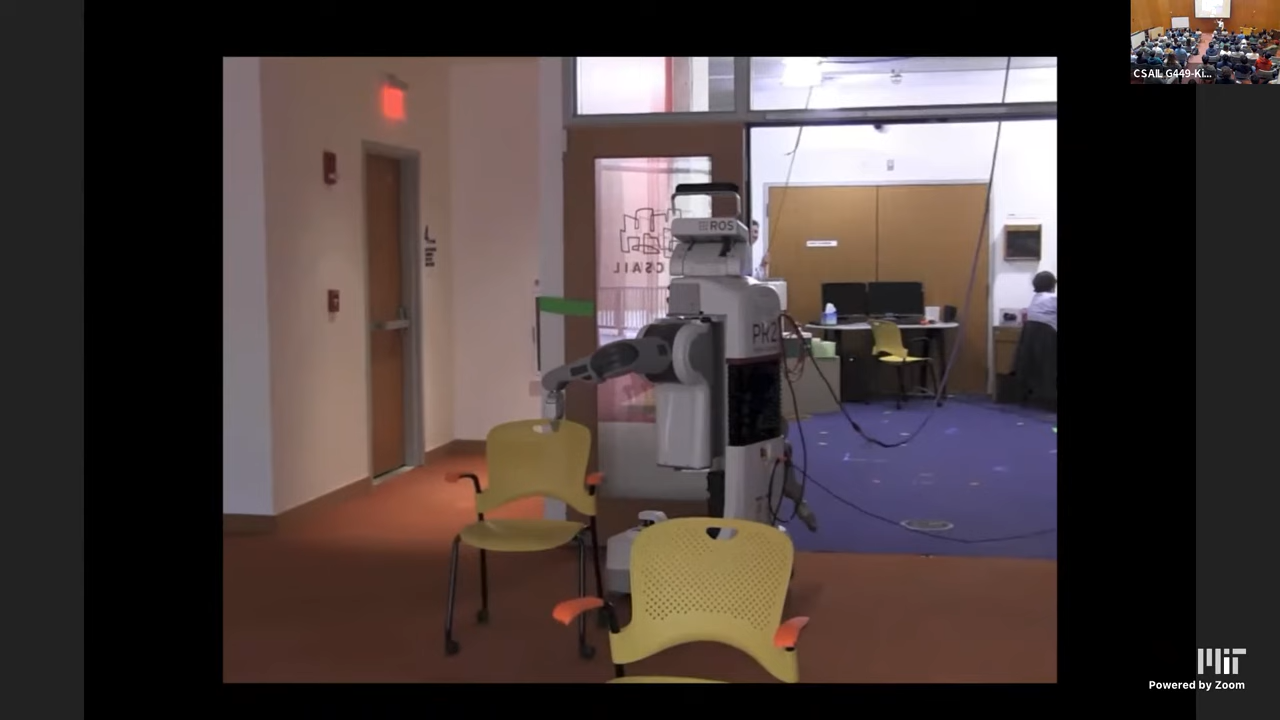 CSAIL G449-Ki...
ROS
CSAIL
PR2
MIT
Powered by Zoom